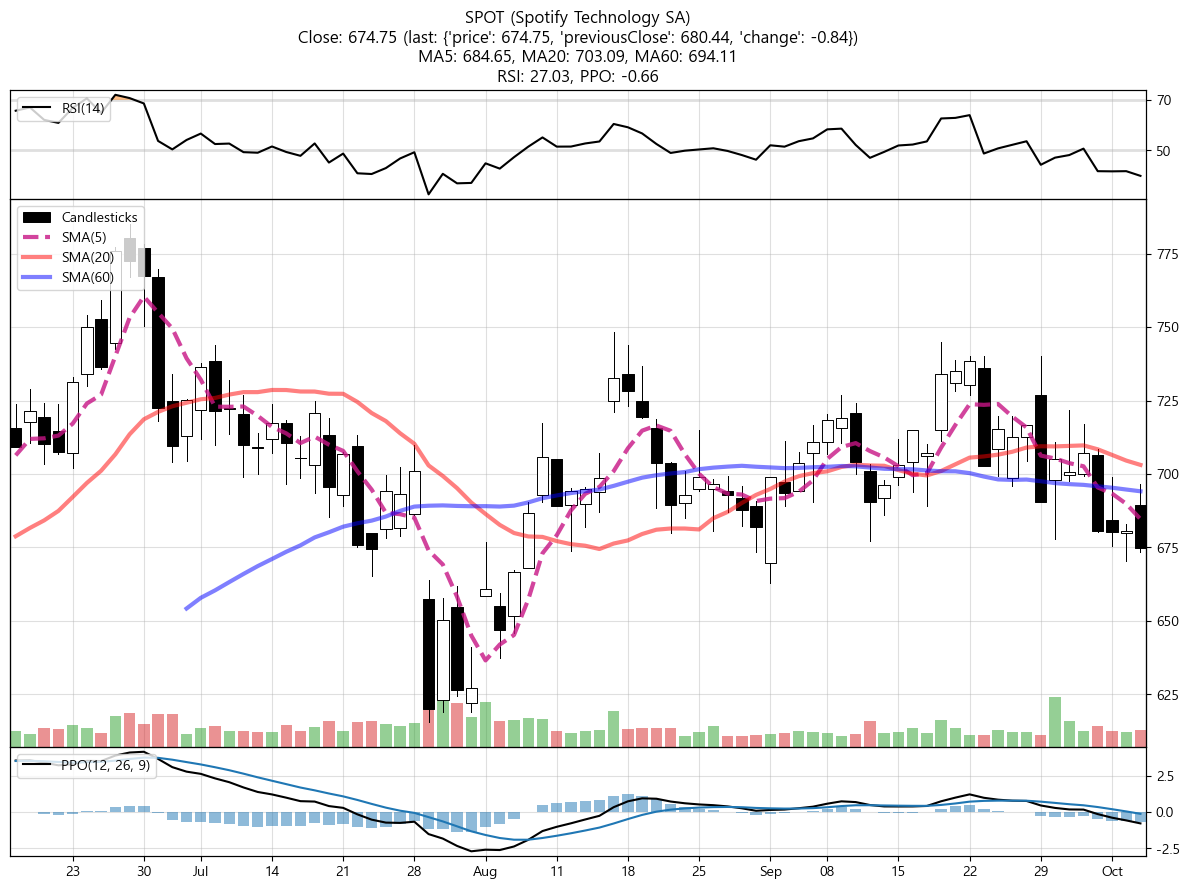 SPOT (Spotify Technology SA)
Close: 674.75 (last: {'price': 674.75, 'previousClose': 680.44, 'change': -0.84})
MA5: 684.65, MA20: 703.09, MA60: 694.11
RSI: 27.03, PPO: -0.66
RSI(14)
70
50
Candlesticks
SMA(5)
SMA(20)
SMA(60)
775
750
725
700
675
650
625
PPO(12, 26, 9)
2.5
0.0
−2.5
23 30 Jul 14 21 28 Aug 11 18 25 Sep 08 15 22 29 Oct